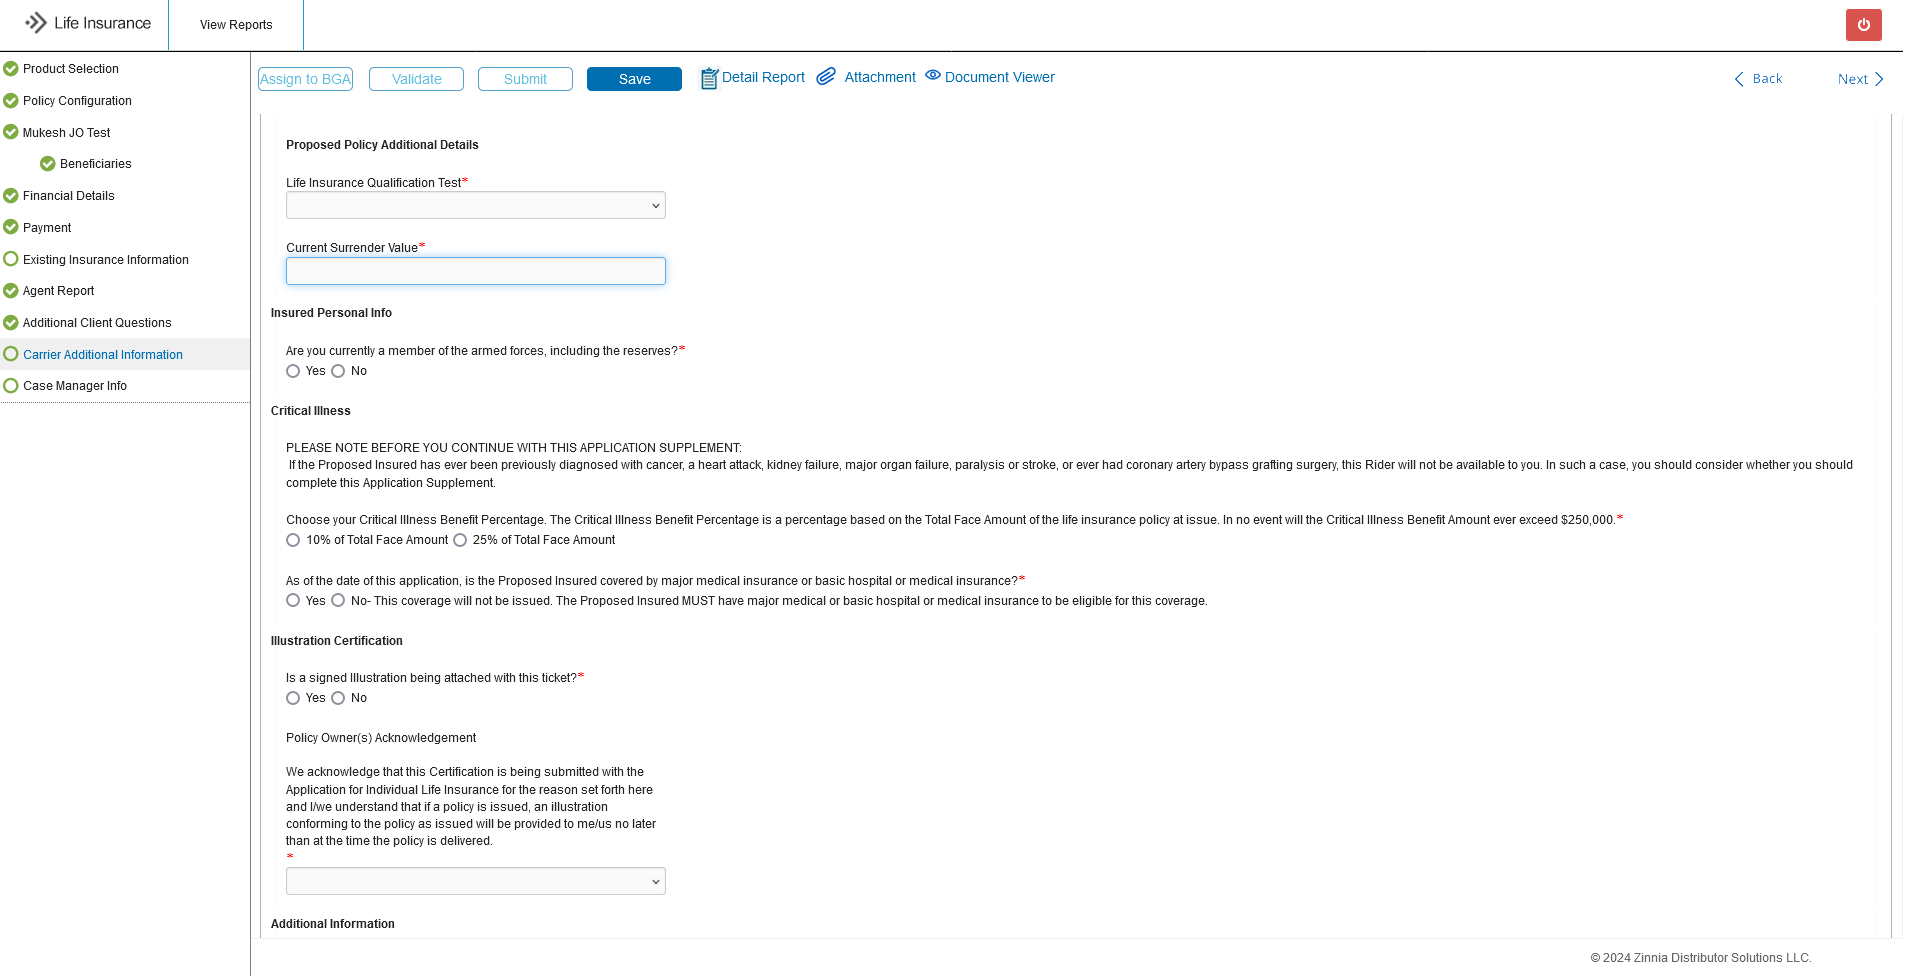 Life Insurance
View Reports
Product Selection
Policy Configuration
Mukesh JO Test
Beneficiaries
Financial Details
Payment
Existing Insurance Information
Agent Report
Additional Client Questions
Carrier Additional Information
Case Manager Info
Assign to BGA
Validate
Submit
Save
Detail Report
Attachment
Document Viewer
Back
Next
Proposed Policy Additional Details
Life Insurance Qualification Test*
Current Surrender Value*
Insured Personal Info
Are you currently a member of the armed forces, including the reserves?*
Yes No
Critical Illness
PLEASE NOTE BEFORE YOU CONTINUE WITH THIS APPLICATION SUPPLEMENT:
If the Proposed Insured has ever been previously diagnosed with cancer, a heart attack, kidney failure, major organ failure, paralysis or stroke, or ever had coronary artery bypass grafting surgery, this Rider will not be available to you. In such a case, you should consider whether you should
complete this Application Supplement.
Choose your Critical Illness Benefit Percentage. The Critical Illness Benefit Percentage is a percentage based on the Total Face Amount of the life insurance policy at issue. In no event will the Critical Illness Benefit Amount ever exceed $250,000.*
10% of Total Face Amount 25% of Total Face Amount
As of the date of this application, is the Proposed Insured covered by major medical insurance or basic hospital or medical insurance?*
Yes No- This coverage will not be issued. The Proposed Insured MUST have major medical or basic hospital or medical insurance to be eligible for this coverage.
Illustration Certification
Is a signed Illustration being attached with this ticket?*
Yes No
Policy Owner(s) Acknowledgement
We acknowledge that this Certification is being submitted with the
Application for Individual Life Insurance for the reason set forth here
and I/we understand that if a policy is issued, an illustration
conforming to the policy as issued will be provided to me/us no later
than at the time the policy is delivered.
*
Additional Information
© 2024 Zinnia Distributor Solutions LLC.